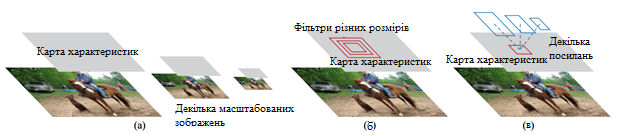 Карта характеристик
Декілька масштабованих
зображень
(а)
Фільтри різних розмірів
Карта характеристик
(б)
Декілька
посилань
Карта характеристик
(в)